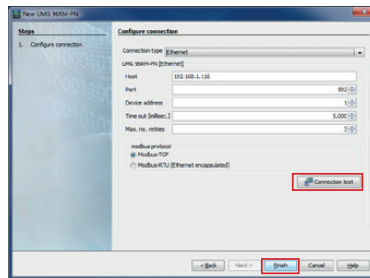 New UMG 96RM-PN
Steps
1. Configure connection
Configure connection
Connection type Ethernet
UMG 96RM-PN [Ethernet]
Host 192.168.1.116
Port 502
Device address 1
Time out [millisec.] 5.000
Max. no. retries 3
modbus protocol
Modbus-TCP
Modbus-RTU (Ethernet encapsulated)
Connection test
< Back Next > Finish Cancel Help